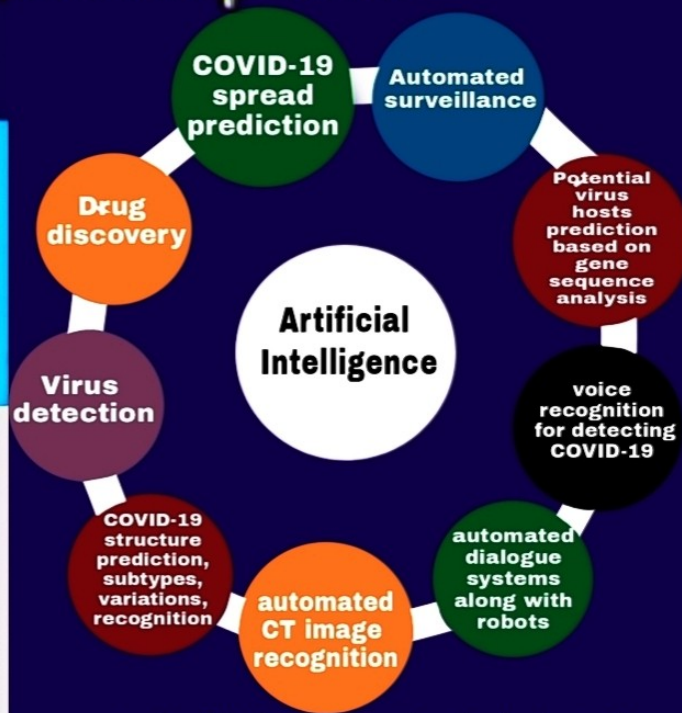 COVID-19
spread
prediction
Automated
surveillance
Potential
virus
hosts
prediction
based on
gene
sequence
analysis
voice
recognition
for detecting
COVID-19
automated
dialogue
systems
along with
robots
automated
CT image
recognition
COVID-19
structure
prediction,
subtypes,
variations,
recognition
Virus
detection
Drug
discovery
Artificial
Intelligence